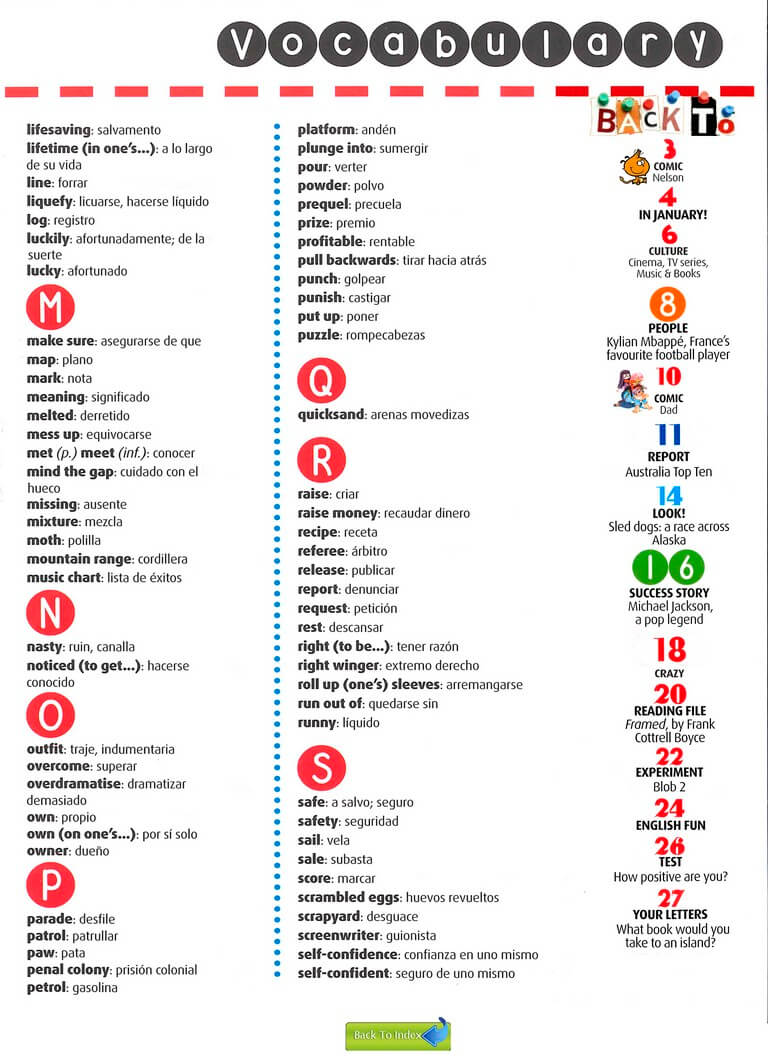 Vocabulary
lifesaving: salvamento
lifetime (in one's...): a lo largo
de su vida
line: forrar
liquefy: licuarse, hacerse líquido
log: registro
luckily: afortunadamente; de la
suerte
lucky: afortunado
M
make sure: asegurarse de que
map: plano
mark: nota
meaning: significado
melted: derretido
mess up: equivocarse
met (p.) meet (inf.): conocer
mind the gap: cuidado con el
hueco
missing: ausente
mixture: mezcla
moth: polilla
mountain range: cordillera
music chart: lista de éxitos
N
nasty: ruin, canalla
noticed (to get...): hacerse
conocido
O
outfit: traje, indumentaria
overcome: superar
overdramatise: dramatizar
demasiado
own: propio
own (on one's...): por sí solo
owner: dueño
P
parade: desfile
patrol: patrullar
paw: pata
penal colony: prisión colonial
petrol: gasolina
platform: andén
plunge into: sumergir
pour: verter
powder: polvo
prequel: precuela
prize: premio
profitable: rentable
pull backwards: tirar hacia atrás
punch: golpear
punish: castigar
put up: poner
puzzle: rompecabezas
Q
quicksand: arenas movedizas
R
raise: criar
raise money: recaudar dinero
recipe: receta
referee: árbitro
release: publicar
report: denunciar
request: petición
rest: descansar
right (to be...): tener razón
right winger: extremo derecho
roll up (one's) sleeves: arremangarse
run out of: quedarse sin
runny: líquido
S
safe: a salvo; seguro
safety: seguridad
sail: vela
sale: subasta
score: marcar
scrambled eggs: huevos revueltos
scrapyard: desguace
screenwriter: guionista
self-confidence: confianza en uno mismo
self-confident: seguro de uno mismo
BACK To
3
COMIC
Nelson
4
IN JANUARY!
6
CULTURE
Cinema, TV series,
Music & Books
8
PEOPLE
Kylian Mbappé, France's
favourite football player
10
COMIC
Dad
11
REPORT
Australia Top Ten
14
LOOK!
Sled dogs: a race across
Alaska
16
SUCCESS STORY
Michael Jackson,
a pop legend
18
CRAZY
20
READING FILE
Framed, by Frank
Cottrell Boyce
22
EXPERIMENT
Blob 2
24
ENGLISH FUN
26
TEST
How positive are you?
27
YOUR LETTERS
What book would you
take to an island?
Back To Index